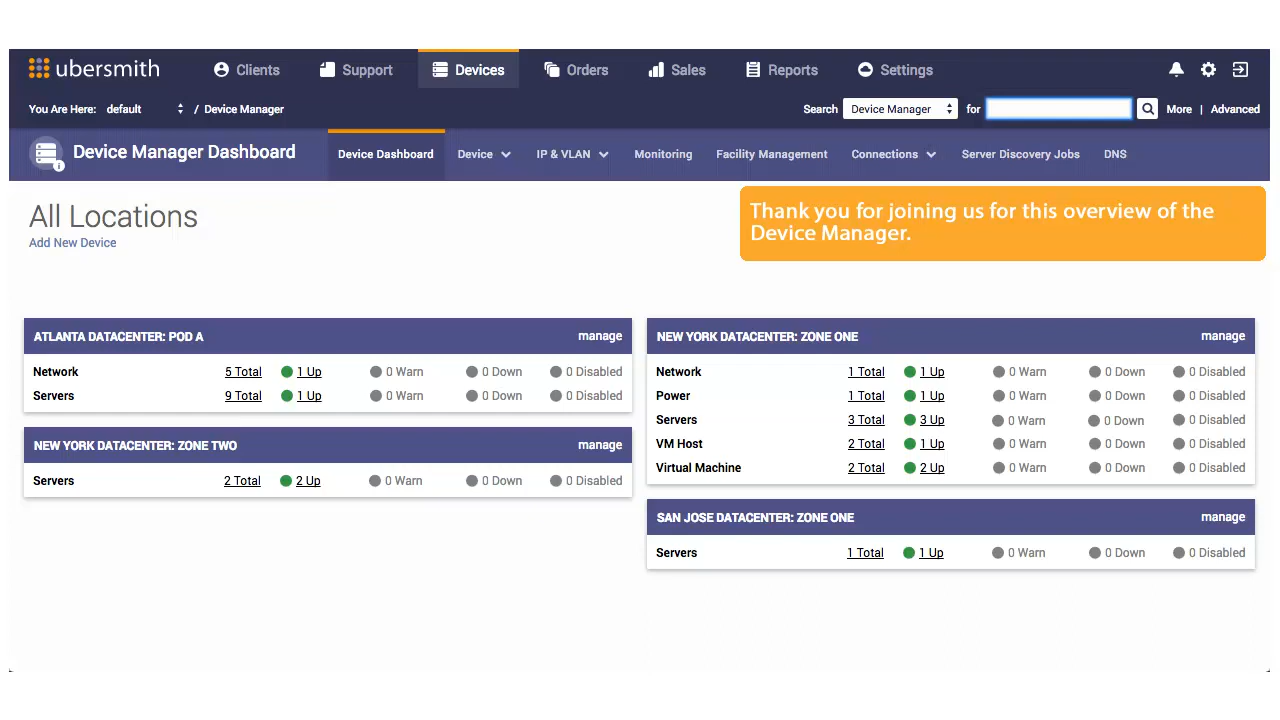 ubersmith Clients Support Devices Orders Sales Reports Settings
You Are Here: default / Device Manager Search Device Manager for More | Advanced
Device Manager Dashboard Device Dashboard Device IP & VLAN Monitoring Facility Management Connections Server Discovery Jobs DNS
All Locations
Add New Device
Thank you for joining us for this overview of the
Device Manager.
ATLANTA DATACENTER: POD A manage
Network 5 Total 1 Up 0 Warn 0 Down 0 Disabled
Servers 9 Total 1 Up 0 Warn 0 Down 0 Disabled
NEW YORK DATACENTER: ZONE TWO manage
Servers 2 Total 2 Up 0 Warn 0 Down 0 Disabled
NEW YORK DATACENTER: ZONE ONE manage
Network 1 Total 1 Up 0 Warn 0 Down 0 Disabled
Power 1 Total 1 Up 0 Warn 0 Down 0 Disabled
Servers 3 Total 3 Up 0 Warn 0 Down 0 Disabled
VM Host 2 Total 1 Up 0 Warn 0 Down 0 Disabled
Virtual Machine 2 Total 2 Up 0 Warn 0 Down 0 Disabled
SAN JOSE DATACENTER: ZONE ONE manage
Servers 1 Total 1 Up 0 Warn 0 Down 0 Disabled